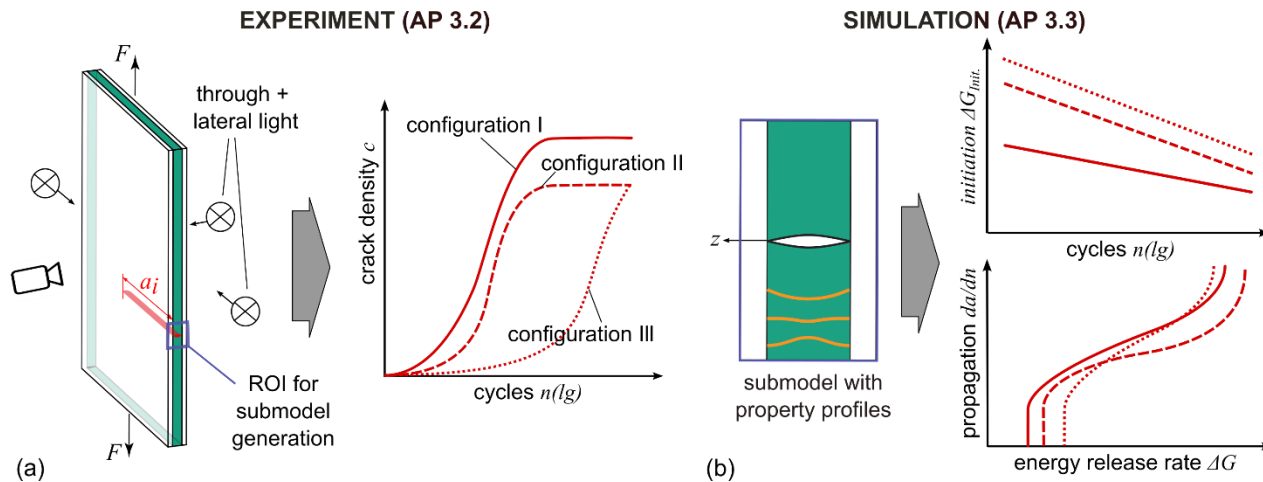 EXPERIMENT (AP 3.2)
F
through +
lateral light
a_i
ROI for
submodel
generation
F
(a)
crack density c
configuration I
configuration II
configuration III
cycles n(lg)
SIMULATION (AP 3.3)
z
submodel with
property profiles
(b)
initiation ΔG_Init.
cycles n(lg)
propagation da/dn
energy release rate ΔG